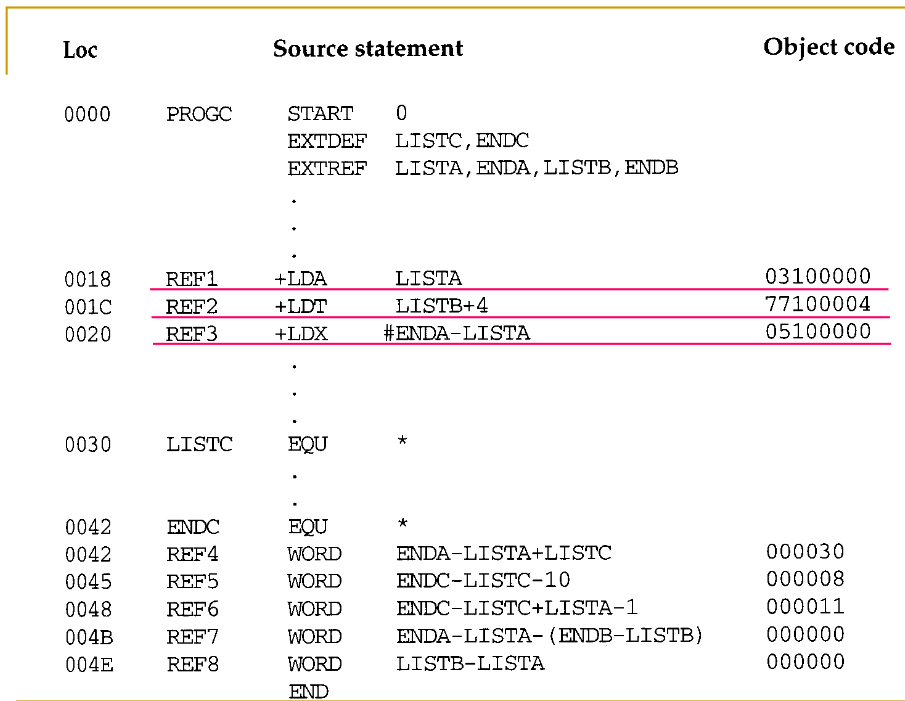 Loc Source statement Object code
0000 PROGC START 0
EXTDEF LISTC,ENDC
EXTREF LISTA,ENDA,LISTB,ENDB
.
.
.
0018 REF1 +LDA LISTA 03100000
001C REF2 +LDT LISTB+4 77100004
0020 REF3 +LDX #ENDA-LISTA 05100000
.
.
.
0030 LISTC EQU *
.
.
0042 ENDC EQU *
0042 REF4 WORD ENDA-LISTA+LISTC 000030
0045 REF5 WORD ENDC-LISTC-10 000008
0048 REF6 WORD ENDC-LISTC+LISTA-1 000011
004B REF7 WORD ENDA-LISTA-(ENDB-LISTB) 000000
004E REF8 WORD LISTB-LISTA 000000
END